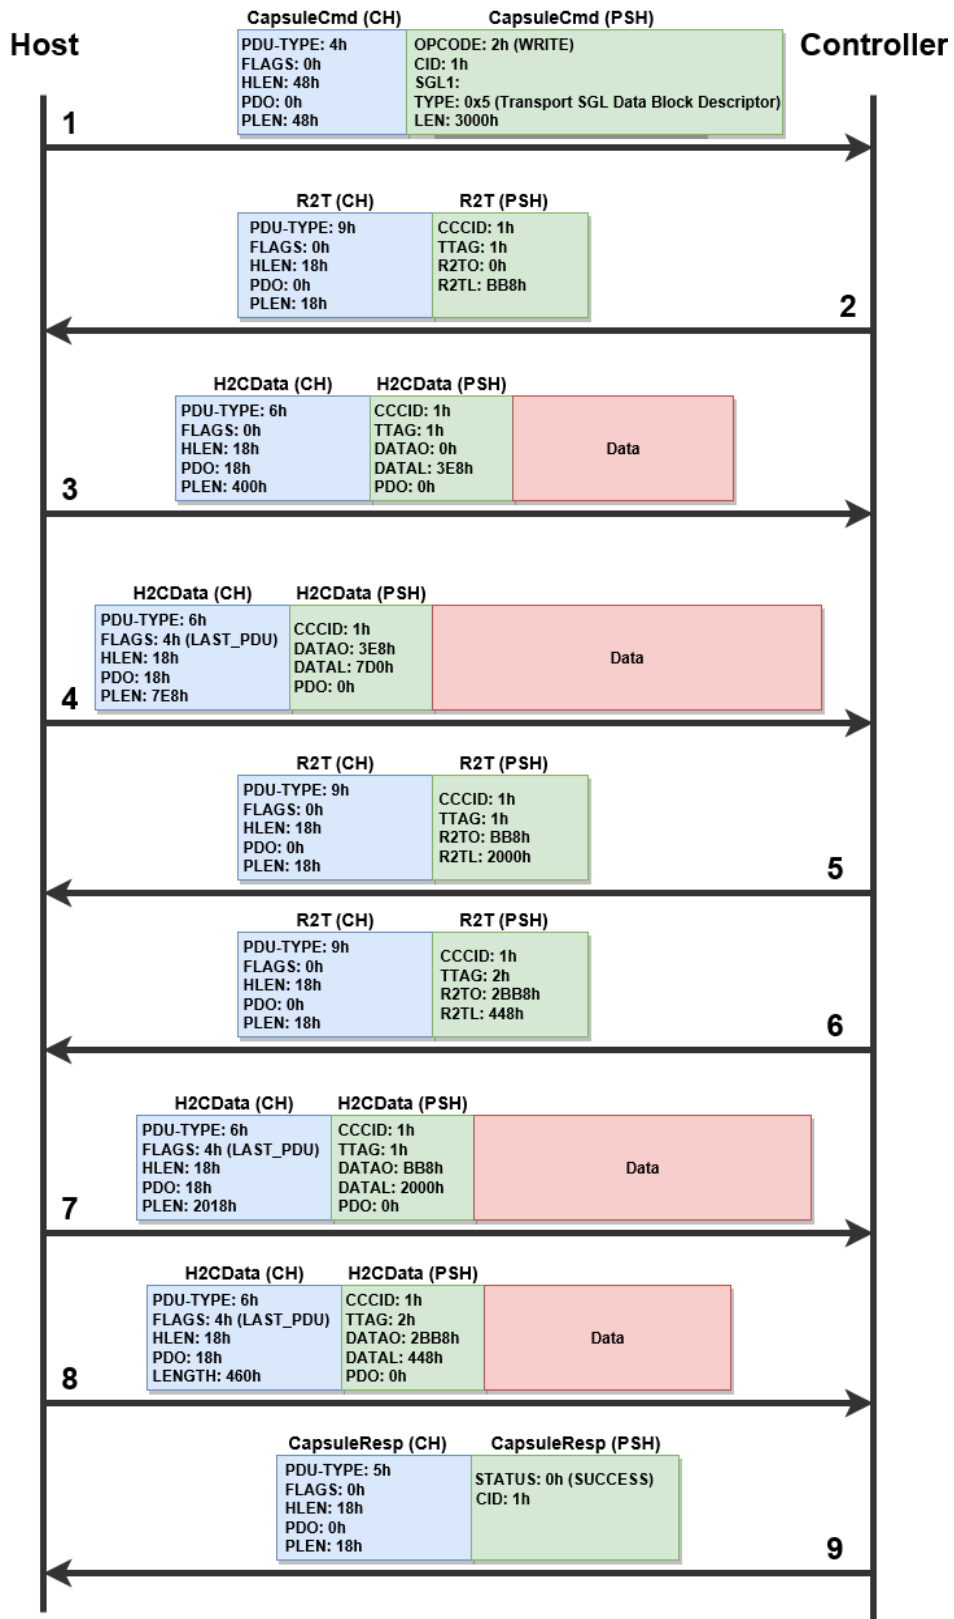 Host
Controller
CapsuleCmd (CH)
CapsuleCmd (PSH)
PDU-TYPE: 4h
FLAGS: 0h
HLEN: 48h
PDO: 0h
PLEN: 48h
OPCODE: 2h (WRITE)
CID: 1h
SGL1:
TYPE: 0x5 (Transport SGL Data Block Descriptor)
LEN: 3000h
1
R2T (CH)
R2T (PSH)
PDU-TYPE: 9h
FLAGS: 0h
HLEN: 18h
PDO: 0h
PLEN: 18h
CCCID: 1h
TTAG: 1h
R2TO: 0h
R2TL: BB8h
2
H2CData (CH)
H2CData (PSH)
PDU-TYPE: 6h
FLAGS: 0h
HLEN: 18h
PDO: 18h
PLEN: 400h
CCCID: 1h
TTAG: 1h
DATAO: 0h
DATAL: 3E8h
PDO: 0h
Data
3
H2CData (CH)
H2CData (PSH)
PDU-TYPE: 6h
FLAGS: 4h (LAST_PDU)
HLEN: 18h
PDO: 18h
PLEN: 7E8h
CCCID: 1h
DATAO: 3E8h
DATAL: 7D0h
PDO: 0h
Data
4
R2T (CH)
R2T (PSH)
PDU-TYPE: 9h
FLAGS: 0h
HLEN: 18h
PDO: 0h
PLEN: 18h
CCCID: 1h
TTAG: 1h
R2TO: BB8h
R2TL: 2000h
5
R2T (CH)
R2T (PSH)
PDU-TYPE: 9h
FLAGS: 0h
HLEN: 18h
PDO: 0h
PLEN: 18h
CCCID: 1h
TTAG: 2h
R2TO: 2BB8h
R2TL: 448h
6
H2CData (CH)
H2CData (PSH)
PDU-TYPE: 6h
FLAGS: 4h (LAST_PDU)
HLEN: 18h
PDO: 18h
PLEN: 2018h
CCCID: 1h
TTAG: 1h
DATAO: BB8h
DATAL: 2000h
PDO: 0h
Data
7
H2CData (CH)
H2CData (PSH)
PDU-TYPE: 6h
FLAGS: 4h (LAST_PDU)
HLEN: 18h
PDO: 18h
LENGTH: 460h
CCCID: 1h
TTAG: 2h
DATAO: 2BB8h
DATAL: 448h
PDO: 0h
Data
8
CapsuleResp (CH)
CapsuleResp (PSH)
PDU-TYPE: 5h
FLAGS: 0h
HLEN: 18h
PDO: 0h
PLEN: 18h
STATUS: 0h (SUCCESS)
CID: 1h
9